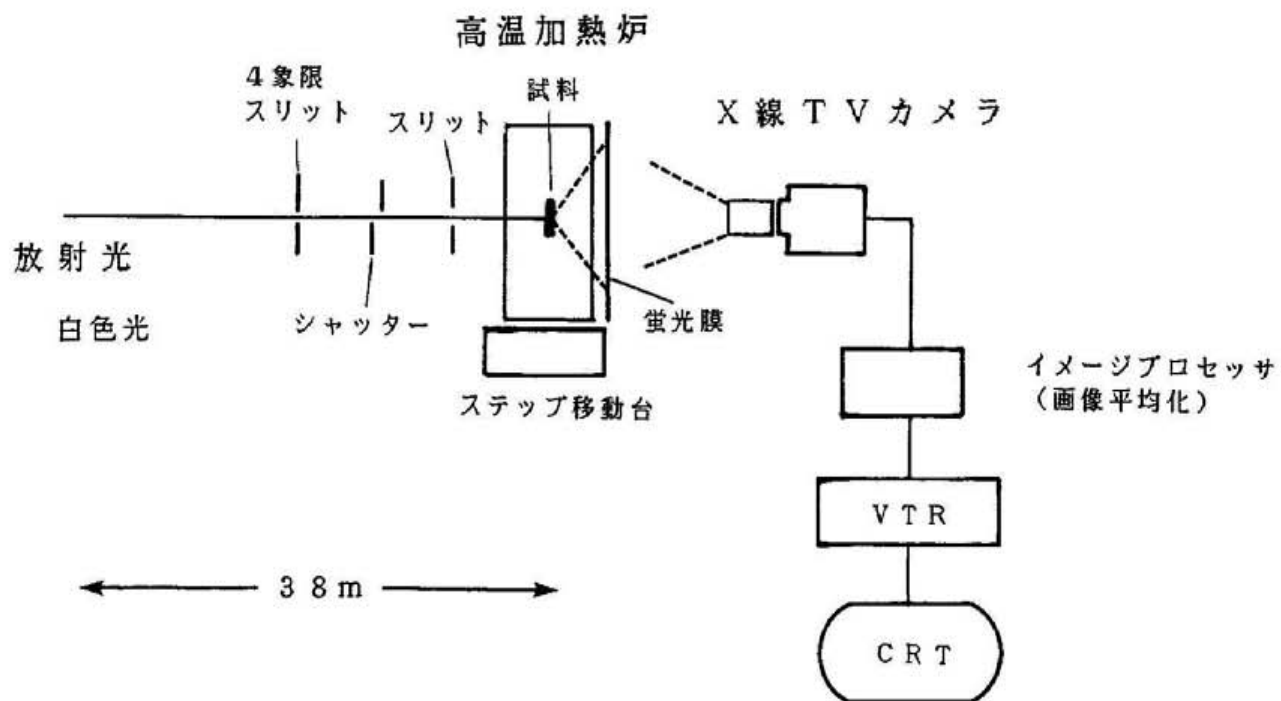 高温加熱炉
4象限
スリット
スリット
試料
X線TVカメラ
放射光
白色光
シャッター
蛍光膜
ステップ移動台
イメージプロセッサ
(画像平均化)
VTR
38m
CRT